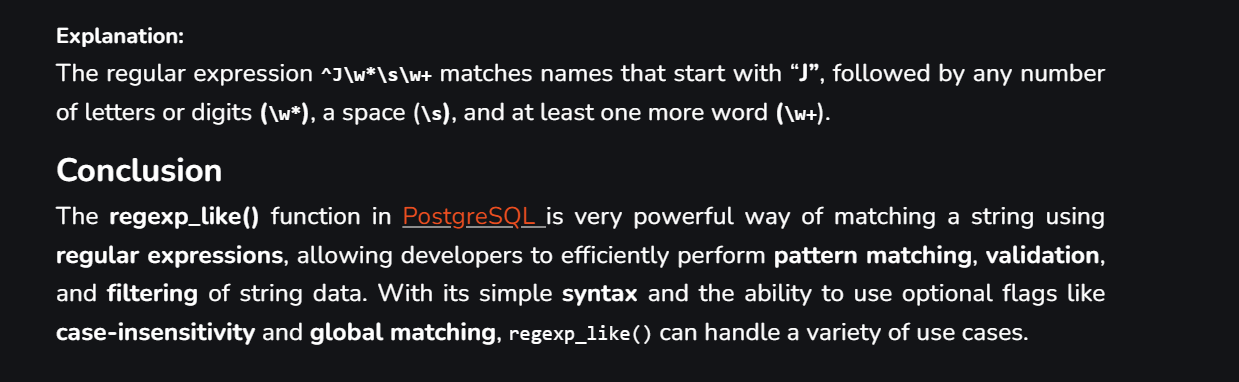 Explanation:
The regular expression ^J\w*\s\w+ matches names that start with “J”, followed by any number
of letters or digits (\w*), a space (\s), and at least one more word (\w+).
Conclusion
The regexp_like() function in PostgreSQL is very powerful way of matching a string using
regular expressions, allowing developers to efficiently perform pattern matching, validation,
and filtering of string data. With its simple syntax and the ability to use optional flags like
case-insensitivity and global matching, regexp_like() can handle a variety of use cases.